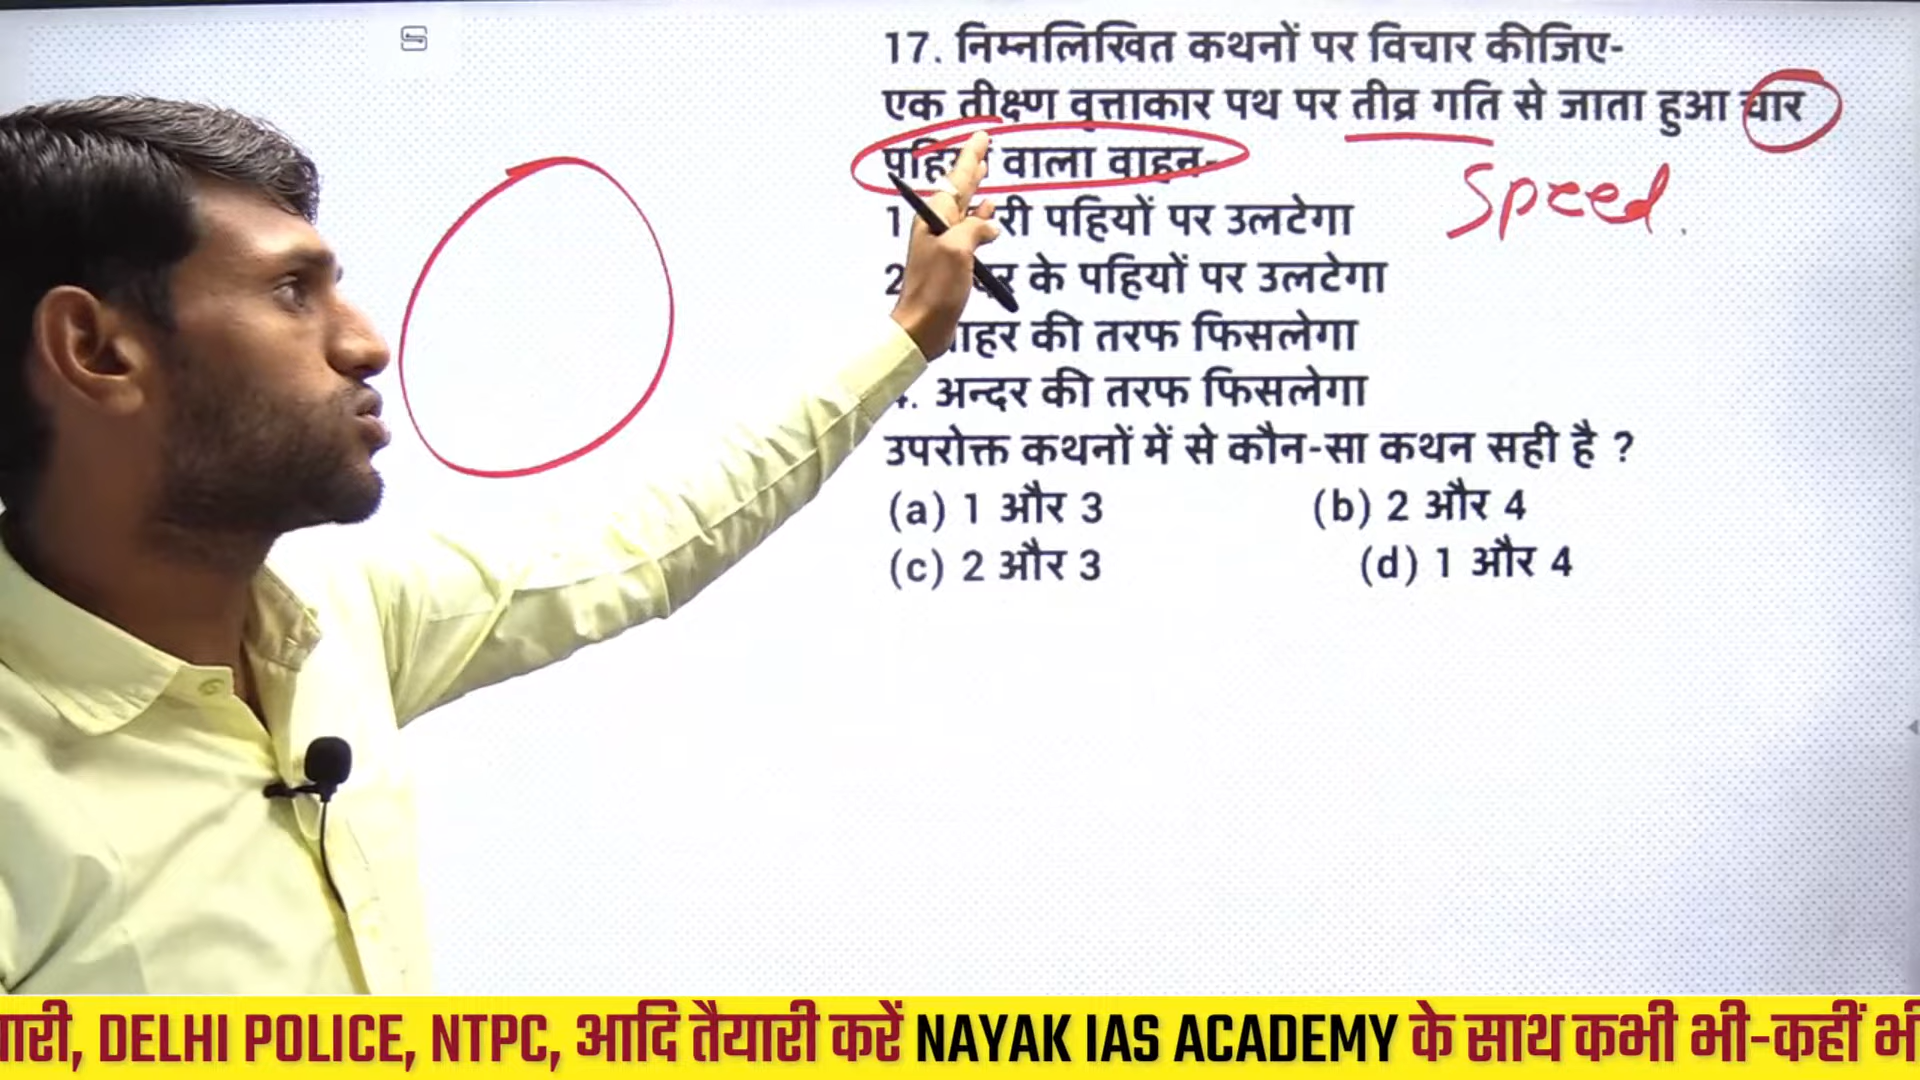 17. निम्नलिखित कथनों पर विचार कीजिए-
एक तीक्ष्ण वृत्ताकार पथ पर तीव्र गति से जाता हुआ चार
वाला वाहन-
Speed.
1 पहियों पर उलटेगा
2 के पहियों पर उलटेगा
की तरफ फिसलेगा
अन्दर की तरफ फिसलेगा
उपरोक्त कथनों में से कौन-सा कथन सही है ?
(a) 1 और 3 (b) 2 और 4
(c) 2 और 3 (d) 1 और 4
DELHI POLICE, NTPC, आदि तैयारी करें NAYAK IAS ACADEMY के साथ कभी भी-कहीं